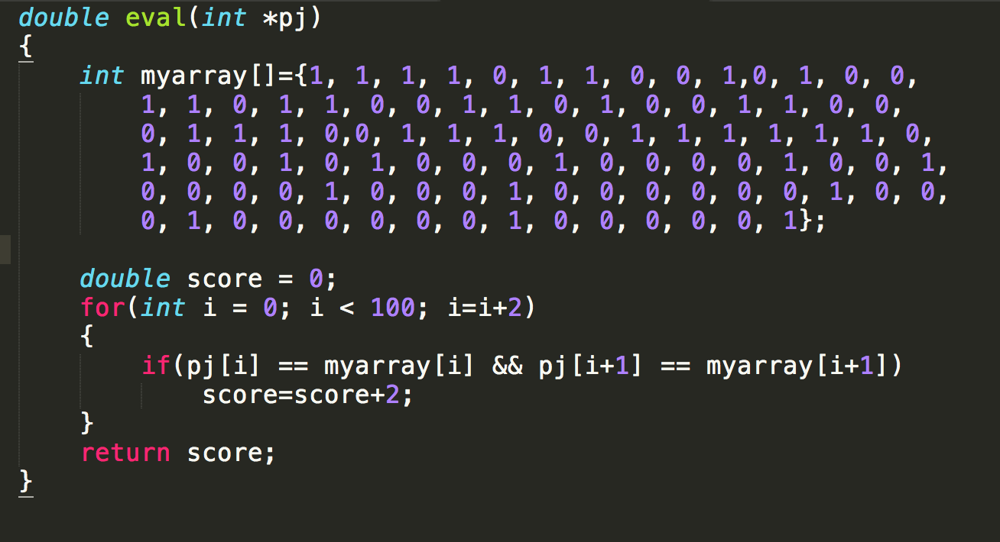 double eval(int *pj)
{
    int myarray[]={1, 1, 1, 1, 0, 1, 1, 0, 0, 1,0, 1, 0, 0,
        1, 1, 0, 1, 1, 0, 0, 1, 1, 0, 1, 0, 0, 1, 1, 0, 0,
        0, 1, 1, 1, 0,0, 1, 1, 1, 0, 0, 1, 1, 1, 1, 1, 1, 0,
        1, 0, 0, 1, 0, 1, 0, 0, 0, 1, 0, 0, 0, 0, 1, 0, 0, 1,
        0, 0, 0, 0, 1, 0, 0, 0, 1, 0, 0, 0, 0, 0, 0, 1, 0, 0,
        0, 1, 0, 0, 0, 0, 0, 0, 1, 0, 0, 0, 0, 0, 1};
    double score = 0;
    for(int i = 0; i < 100; i=i+2)
    {
        if(pj[i] == myarray[i] && pj[i+1] == myarray[i+1])
            score=score+2;
    }
    return score;
}